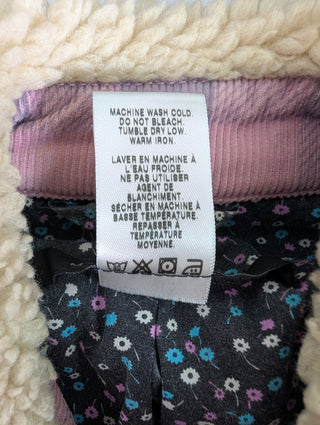 MACHINE WASH COLD.
DO NOT BLEACH.
TUMBLE DRY LOW.
WARM IRON.
LAVER EN MACHINE À
L'EAU FROIDE.
NE PAS UTILISER
AGENT DE
BLANCHIMENT.
SÉCHER EN MACHINE À
BASSE TEMPÉRATURE.
REPASSER À
TEMPÉRATURE
MOYENNE.